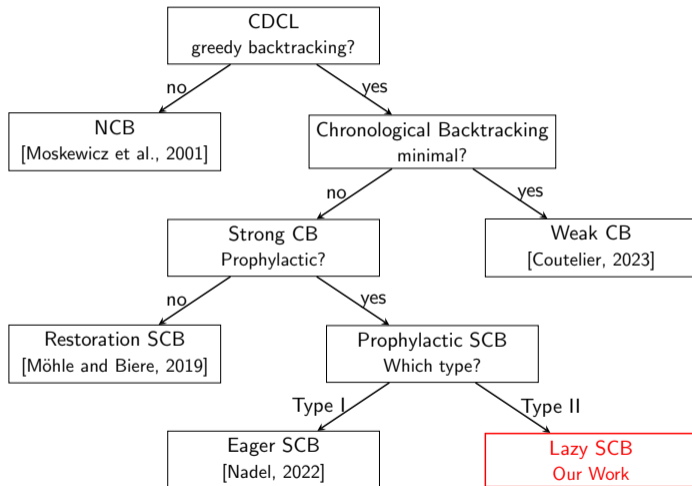 CDCL
greedy backtracking?
no
yes
NCB
[Moskewicz et al., 2001]
Chronological Backtracking
minimal?
no
yes
Strong CB
Prophylactic?
Weak CB
[Coutelier, 2023]
no
yes
Restoration SCB
[Möhle and Biere, 2019]
Prophylactic SCB
Which type?
Type I
Type II
Eager SCB
[Nadel, 2022]
Lazy SCB
Our Work